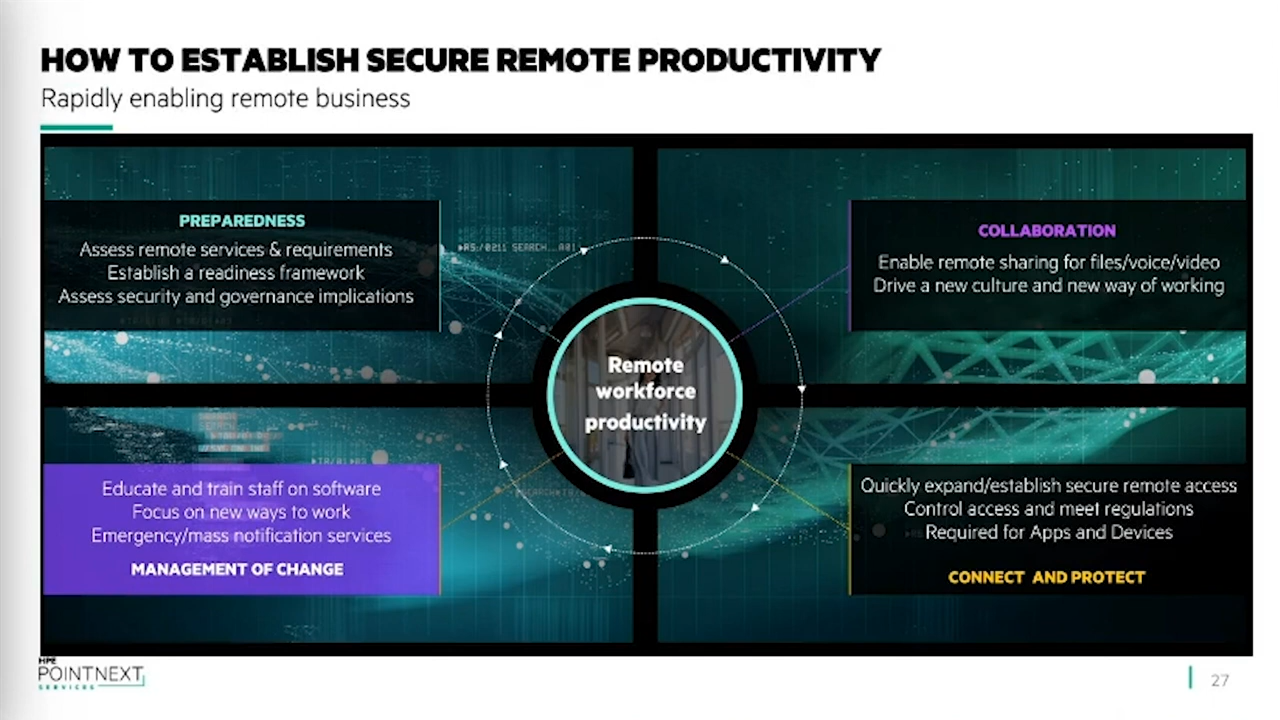 HOW TO ESTABLISH SECURE REMOTE PRODUCTIVITY
Rapidly enabling remote business
PREPAREDNESS
Assess remote services & requirements
Establish a readiness framework
Assess security and governance implications
COLLABORATION
Enable remote sharing for files/voice/video
Drive a new culture and new way of working
Remote
workforce
productivity
Educate and train staff on software
Focus on new ways to work
Emergency/mass notification services
MANAGEMENT OF CHANGE
Quickly expand/establish secure remote access
Control access and meet regulations
Required for Apps and Devices
CONNECT AND PROTECT
HPE
POINTNEXT
SERVICES
27